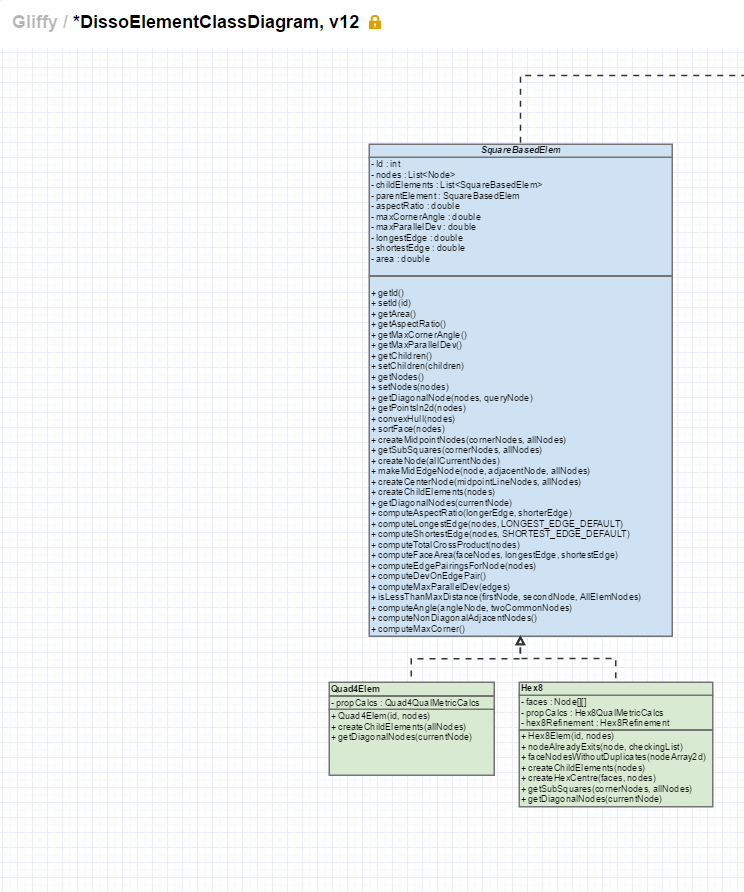 Gliffy / *DissoElementClassDiagram, v12
SquareBasedElem
- Id : int
- nodes : List<Node>
- childElements : List<SquareBasedElem>
- parentElement : SquareBasedElem
- aspectRatio : double
- maxCornerAngle : double
- maxParallelDev : double
- longestEdge : double
- shortestEdge : double
- area : double
+ getId()
+ setId(id)
+ getArea()
+ getAspectRatio()
+ getMaxCornerAngle()
+ getMaxParallelDev()
+ getChildren()
+ setChildren(children)
+ getNodes()
+ setNodes(nodes)
+ getDiagonalNode(nodes, queryNode)
+ getPointsIn2d(nodes)
+ convexHull(nodes)
+ sortFace(nodes)
+ createMidpointNodes(cornerNodes, allNodes)
+ getSubSquares(cornerNodes, allNodes)
+ createNode(allCurrentNodes)
+ makeMidEdgeNode(node, adjacentNode, allNodes)
+ createCenterNode(midpointLineNodes, allNodes)
+ createChildElements(nodes)
+ getDiagonalNodes(currentNode)
+ computeAspectRatio(longerEdge, shorterEdge)
+ computeLongestEdge(nodes, LONGEST_EDGE_DEFAULT)
+ computeShortestEdge(nodes, SHORTEST_EDGE_DEFAULT)
+ computeTotalCrossProduct(nodes)
+ computeFaceArea(faceNodes, longestEdge, shortestEdge)
+ computeEdgePairingsForNode(nodes)
+ computeDevOnEdgePair()
+ computeMaxParallelDev(edges)
+ isLessThanMaxDistance(firstNode, secondNode, AllElemNodes)
+ computeAngle(angleNode, twoCommonNodes)
+ computeNonDiagonalAdjacentNodes()
+ computeMaxCorner()
Quad4Elem
- propCalcs : Quad4QualMetricCalcs
+ Quad4Elem(id, nodes)
+ createChildElements(allNodes)
+ getDiagonalNodes(currentNode)
Hex8
- faces : Node[][]
- propCalcs : Hex8QualMetricCalcs
- hex8Refinement : Hex8Refinement
+ Hex8Elem(id, nodes)
+ nodeAlreadyExits(node, checkingList)
+ faceNodesWithoutDuplicates(nodeArray2d)
+ createChildElements(nodes)
+ createHexCentre(faces, nodes)
+ getSubSquares(cornerNodes, allNodes)
+ getDiagonalNodes(currentNode)